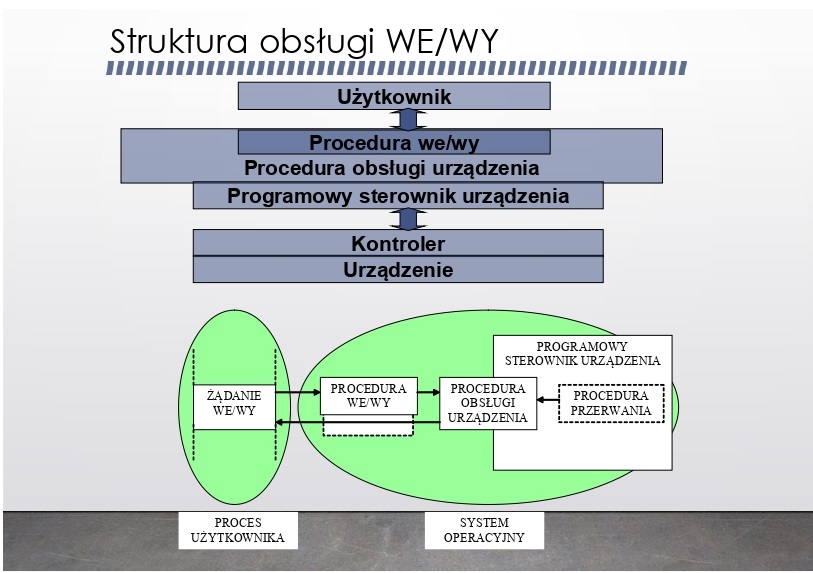 Struktura obsługi WE/WY
Użytkownik
Procedura we/wy
Procedura obsługi urządzenia
Programowy sterownik urządzenia
Kontroler
Urządzenie
PROGRAMOWY
STEROWNIK URZĄDZENIA
ŻĄDANIE
WE/WY
PROCEDURA
WE/WY
PROCEDURA
OBSŁUGI
URZĄDZENIA
PROCEDURA
PRZERWANIA
PROCES
UŻYTKOWNIKA
SYSTEM
OPERACYJNY